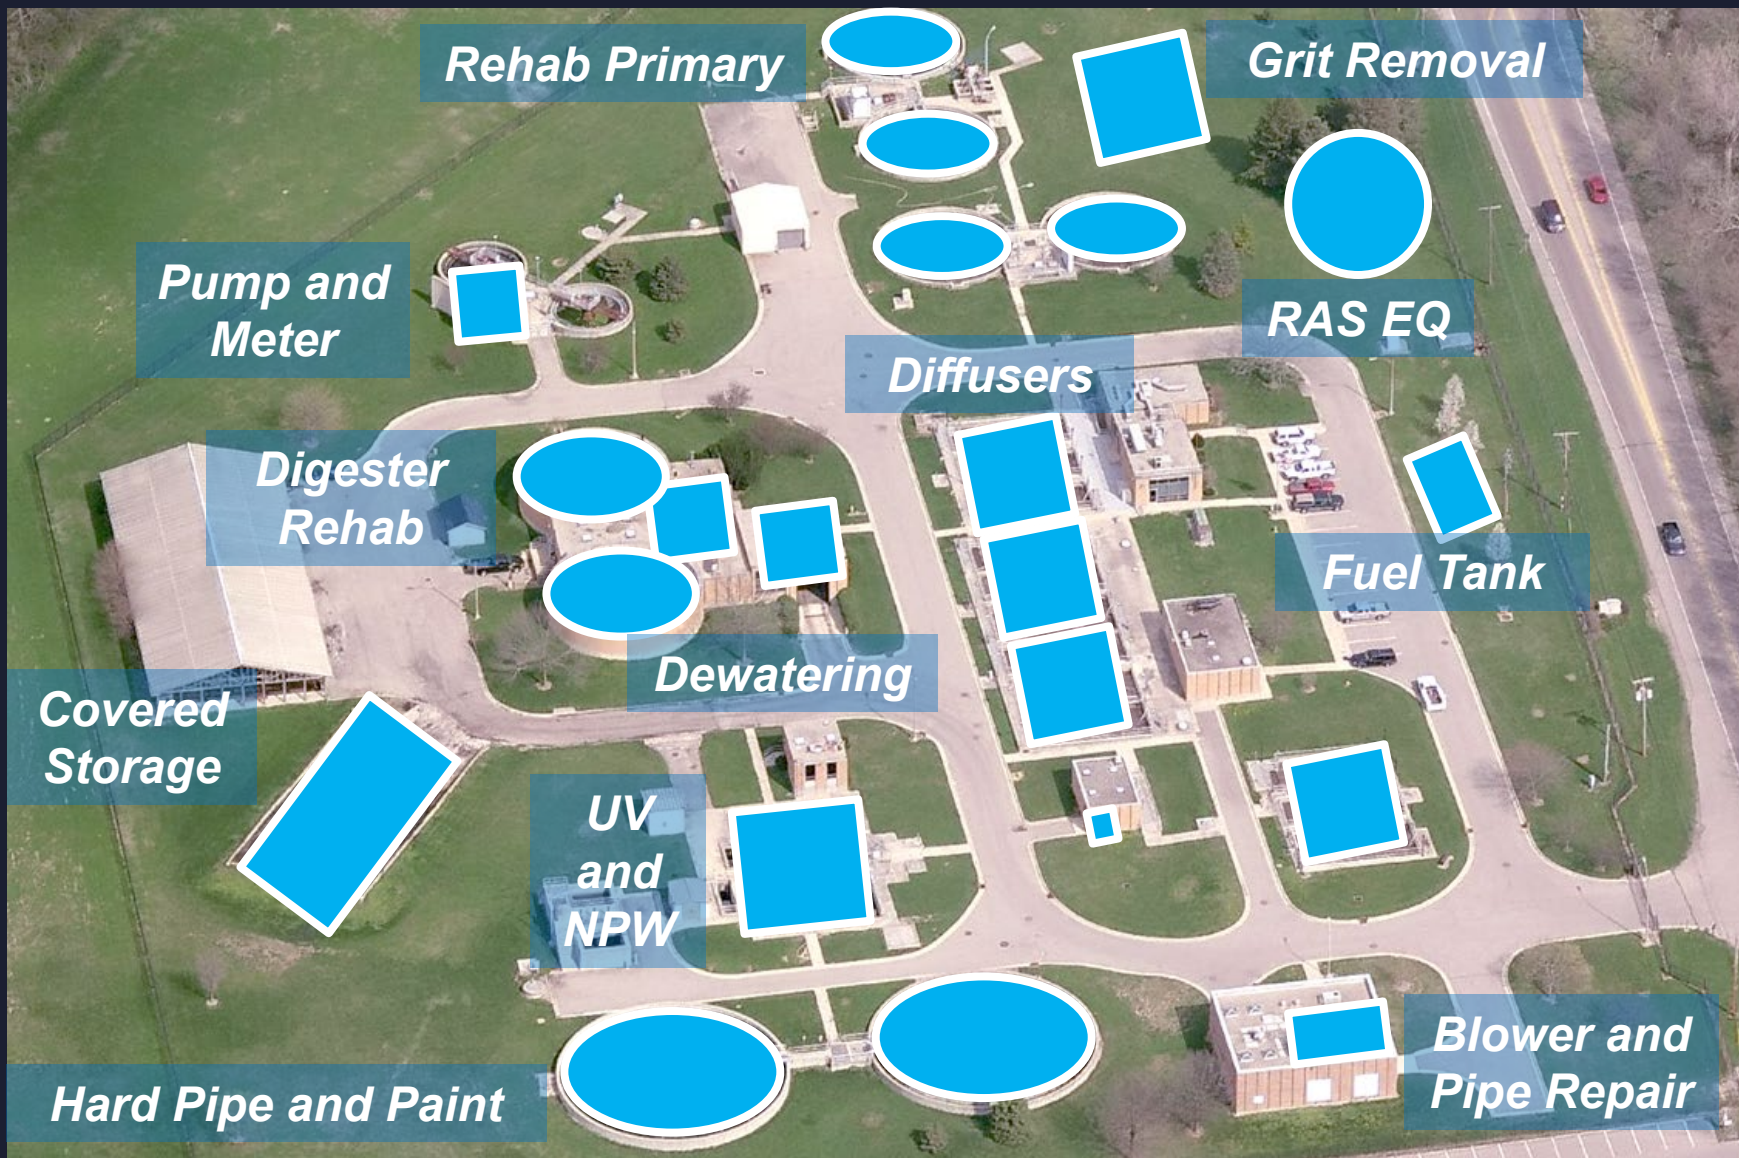 Rehab Primary
Grit Removal
Pump and
Meter
RAS EQ
Diffusers
Digester
Rehab
Fuel Tank
Dewatering
Covered
Storage
UV
and
NPW
Blower and
Pipe Repair
Hard Pipe and Paint